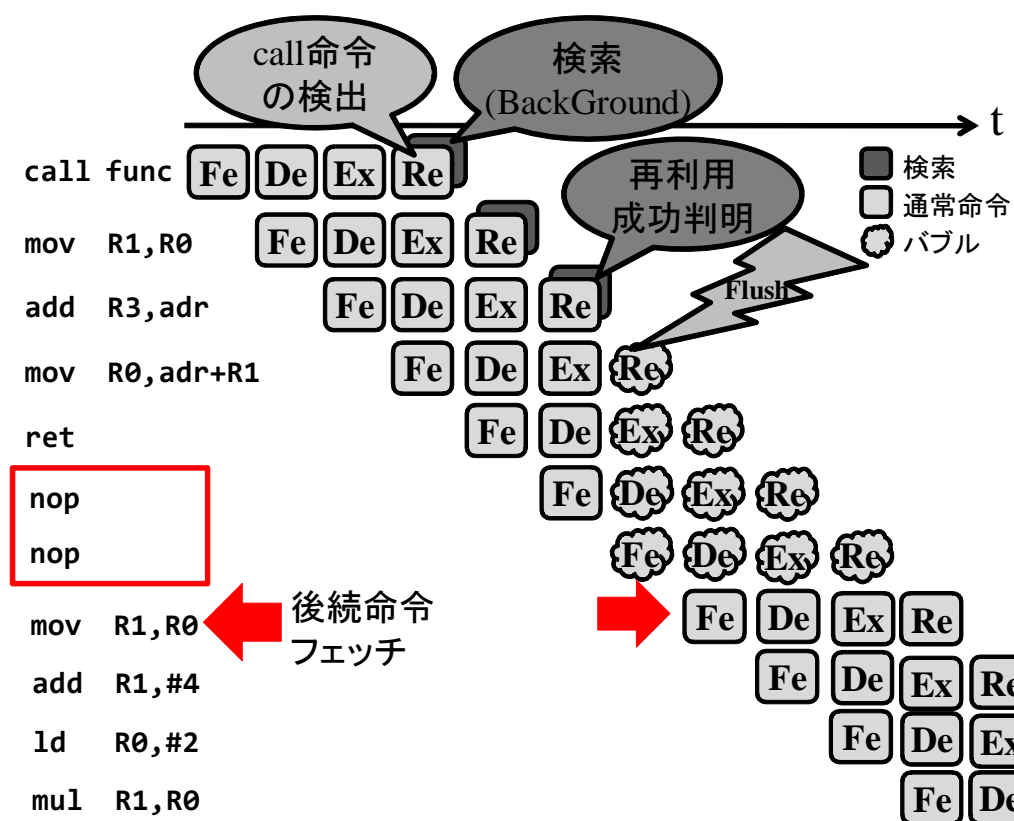 call命令
の検出
検索
(BackGround)
t
call func Fe De Ex Re
再利用
成功判明
検索
通常命令
バブル
mov R1,R0 Fe De Ex Re
add R3,adr Fe De Ex Re
Flush
mov R0,adr+R1 Fe De Ex Re
ret Fe De Ex Re
nop Fe De Ex Re
nop Fe De Ex Re
mov R1,R0 Fe De Ex Re
後続命令
フェッチ
add R1,#4 Fe De Ex Re
ld R0,#2 Fe De Ex
mul R1,R0 Fe De